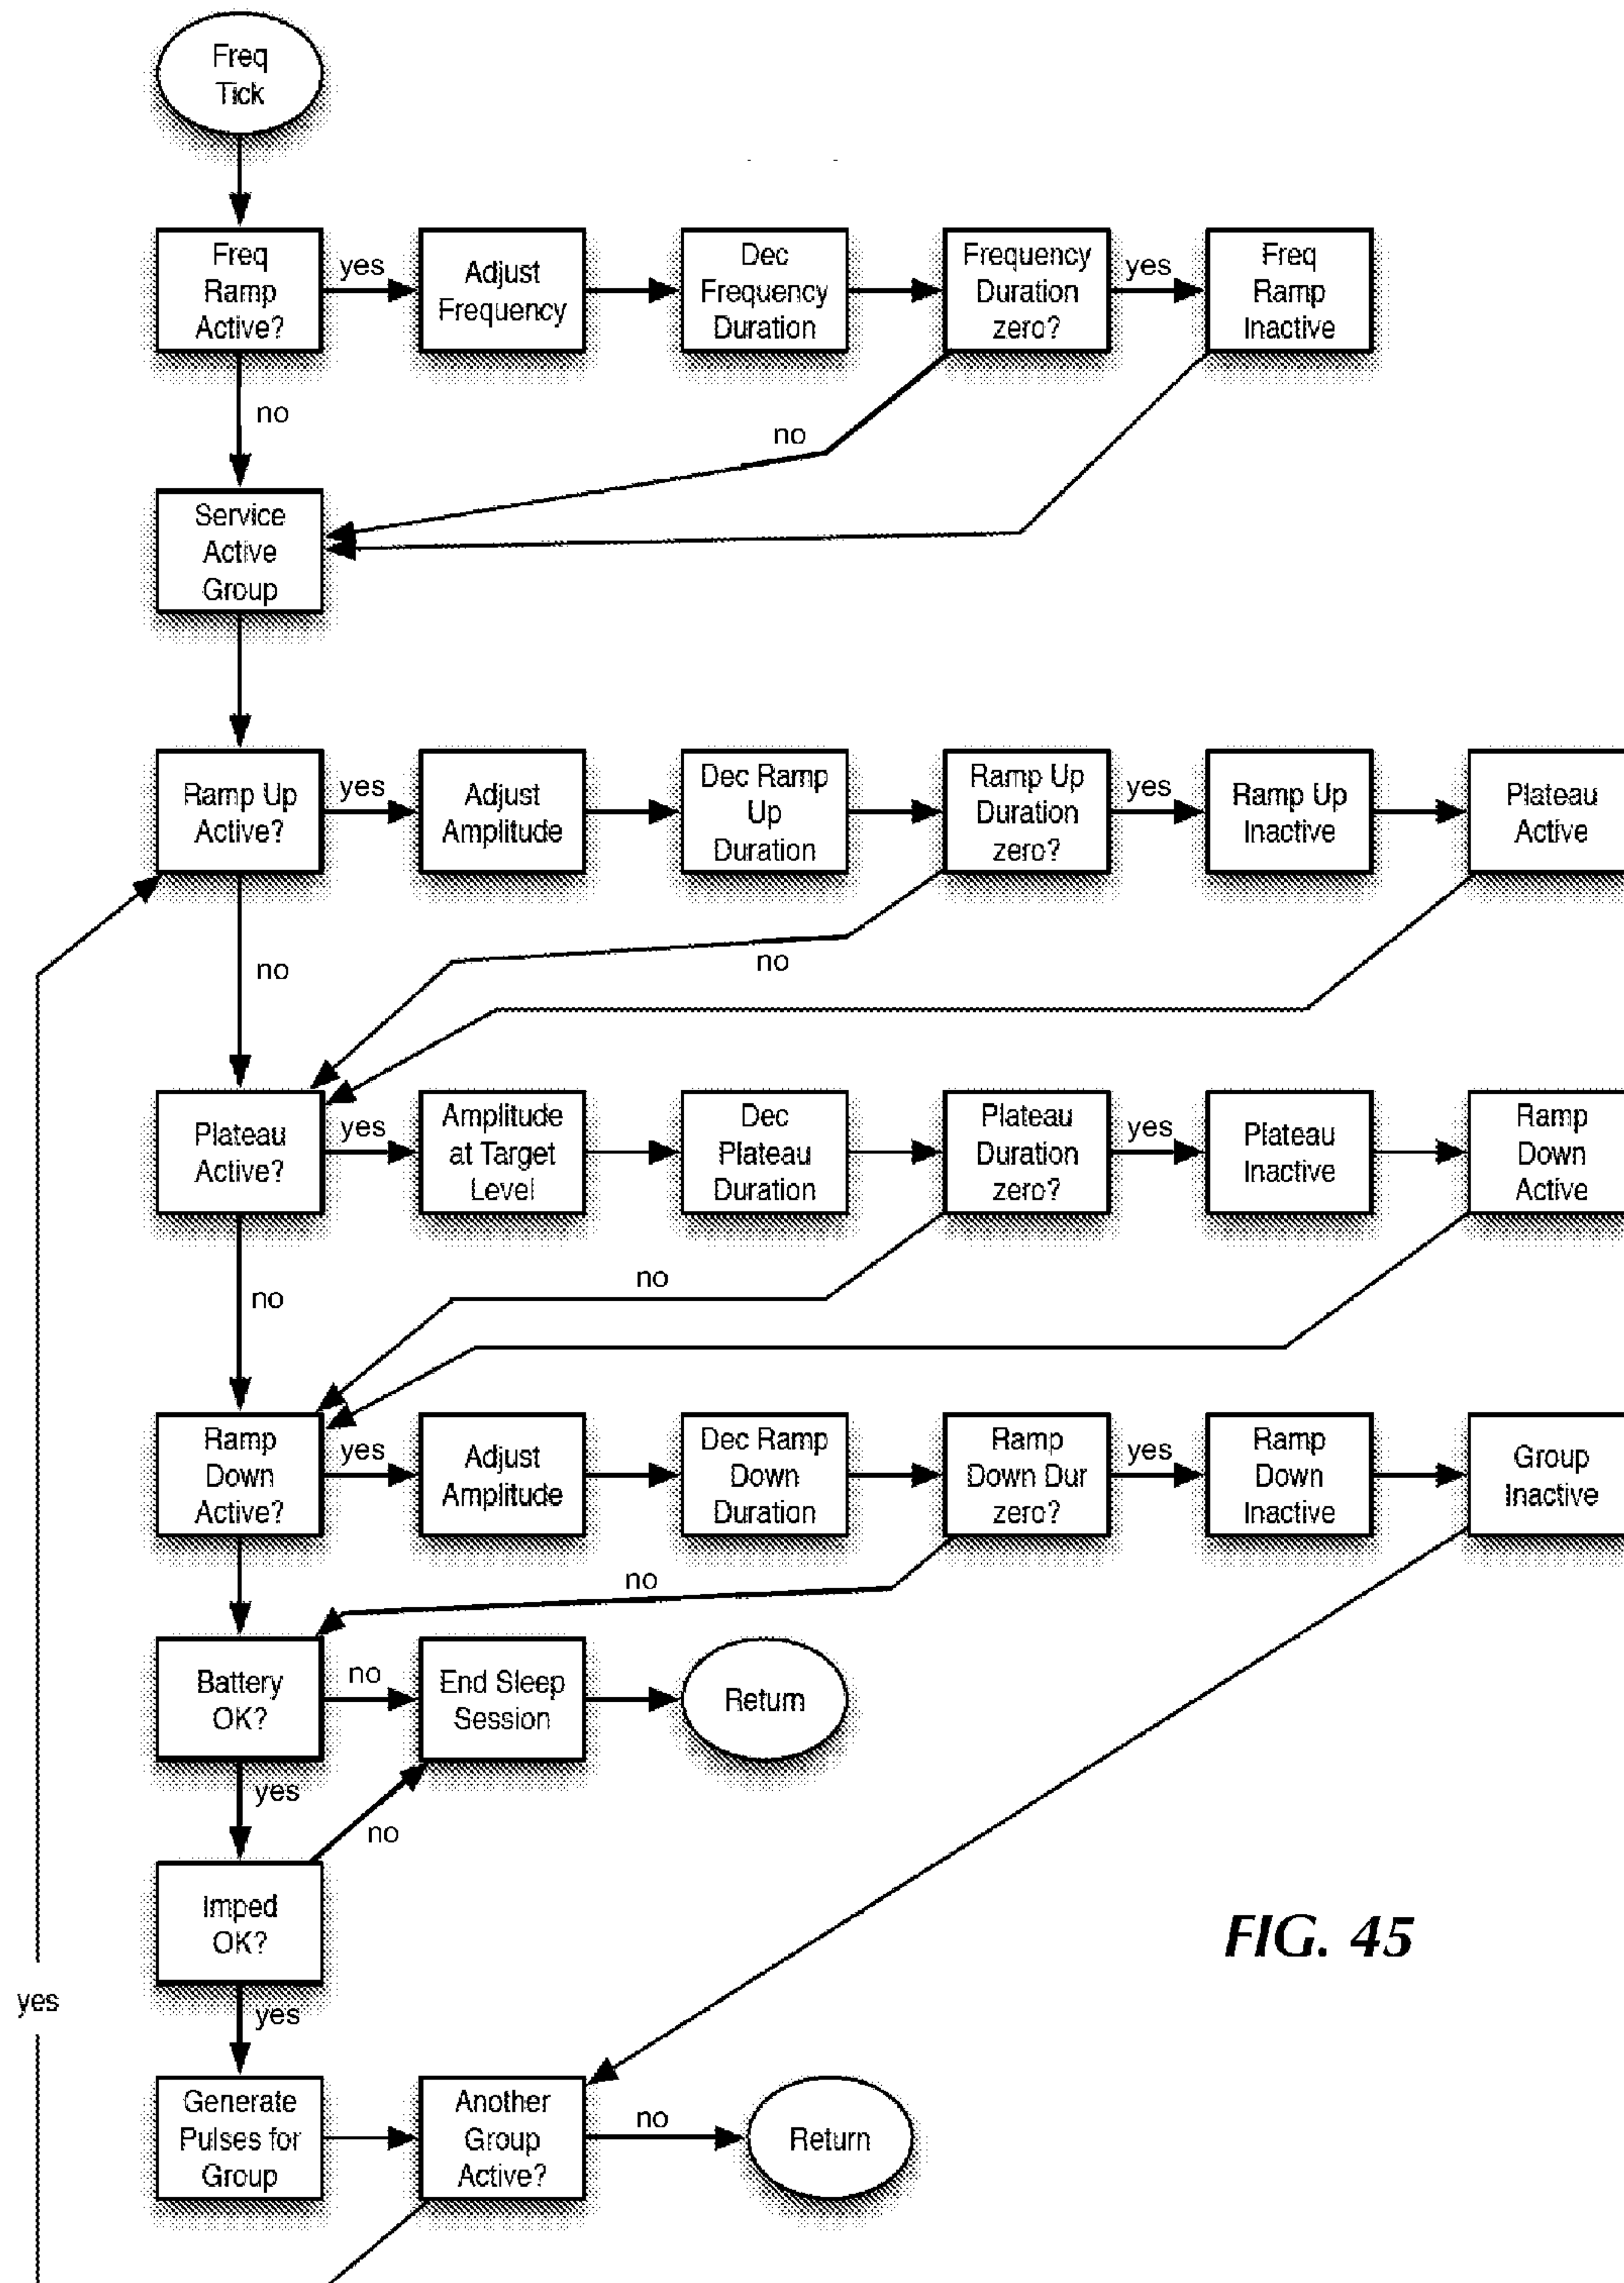 Freq
Tick
Freq
Ramp
Active?
yes
Adjust
Frequency
Dec
Frequency
Duration
Frequency
Duration
zero?
yes
Freq
Ramp
Inactive
no
no
Service
Active
Group
Ramp Up
Active?
yes
Adjust
Amplitude
Dec Ramp
Up
Duration
Ramp Up
Duration
zero?
yes
Ramp Up
Inactive
Plateau
Active
no
no
Plateau
Active?
yes
Amplitude
at Target
Level
Dec
Plateau
Duration
Plateau
Duration
zero?
yes
Plateau
Inactive
Ramp
Down
Active
no
no
Ramp
Down
Active?
yes
Adjust
Amplitude
Dec Ramp
Down
Duration
Ramp
Down Dur
zero?
yes
Ramp
Down
Inactive
Group
Inactive
no
Battery
OK?
no
End Sleep
Session
Return
yes
no
Imped
OK?
FIG. 45
yes
yes
Generate
Pulses for
Group
Another
Group
Active?
no
Return